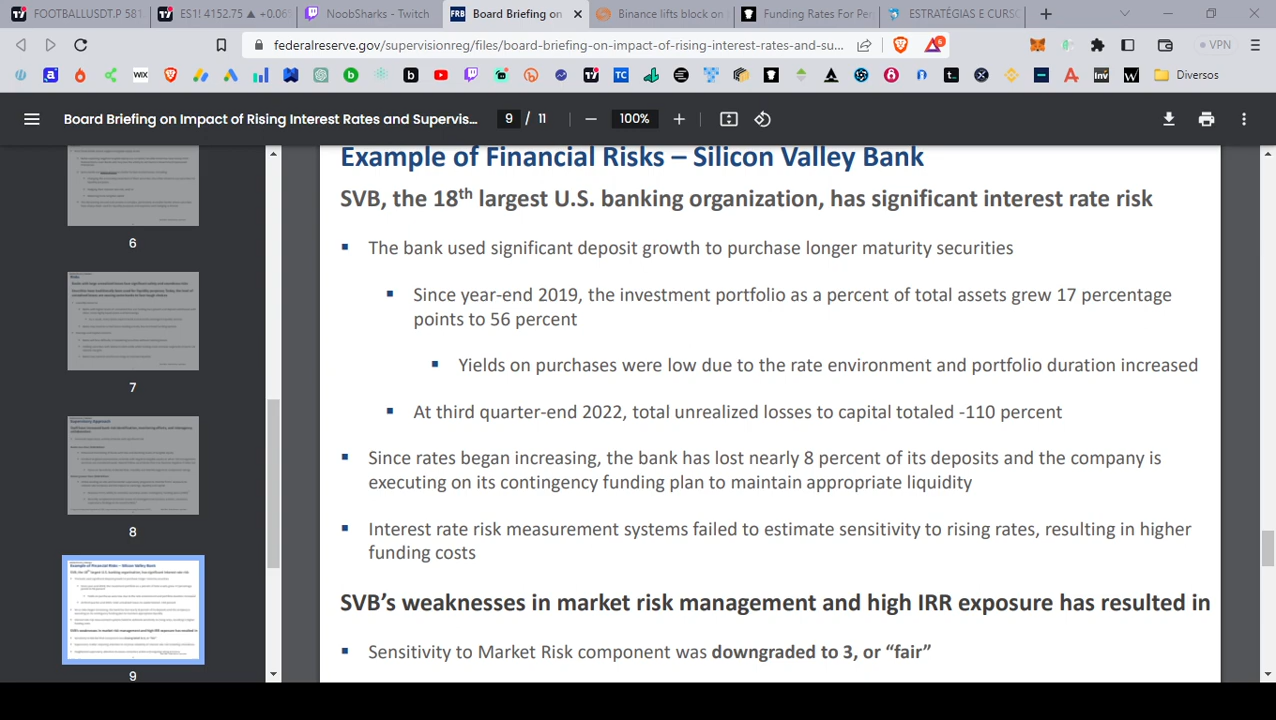 FOOTBALLUSDT.P 581
ES1! 4152.75 ▲ +0.06
NoobSharks - Twitch
Board Briefing on
Binance lifts block on
Funding Rates For Per
ESTRATÉGIAS E CURSO
federalreserve.gov/supervisionreg/files/board-briefing-on-impact-of-rising-interest-rates-and-su...
VPN
Diversos
Board Briefing on Impact of Rising Interest Rates and Supervis...
9 / 11
100%
6
7
8
9
Example of Financial Risks – Silicon Valley Bank
SVB, the 18th largest U.S. banking organization, has significant interest rate risk
The bank used significant deposit growth to purchase longer maturity securities
Since year-end 2019, the investment portfolio as a percent of total assets grew 17 percentage
points to 56 percent
Yields on purchases were low due to the rate environment and portfolio duration increased
At third quarter-end 2022, total unrealized losses to capital totaled -110 percent
Since rates began increasing, the bank has lost nearly 8 percent of its deposits and the company is
executing on its contingency funding plan to maintain appropriate liquidity
Interest rate risk measurement systems failed to estimate sensitivity to rising rates, resulting in higher
funding costs
SVB's weaknesses in market risk management and high IRR exposure has resulted in
Sensitivity to Market Risk component was downgraded to 3, or “fair”